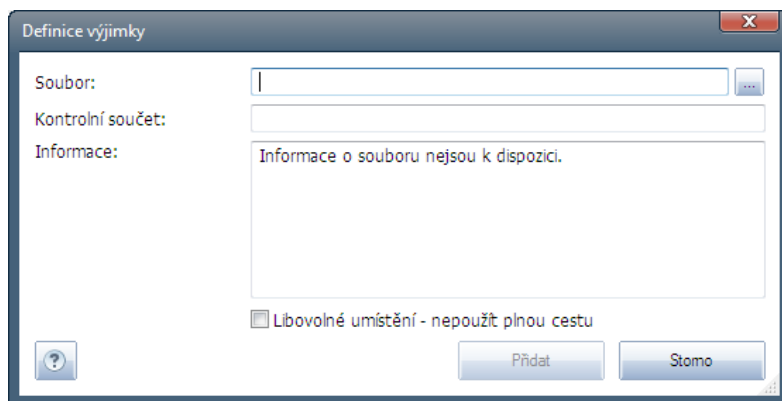 Definice výjimky
Soubor:
...
Kontrolní součet:
Informace:
Informace o souboru nejsou k dispozici.
Libovolné umístění - nepoužít plnou cestu
?
Přidat
Storno